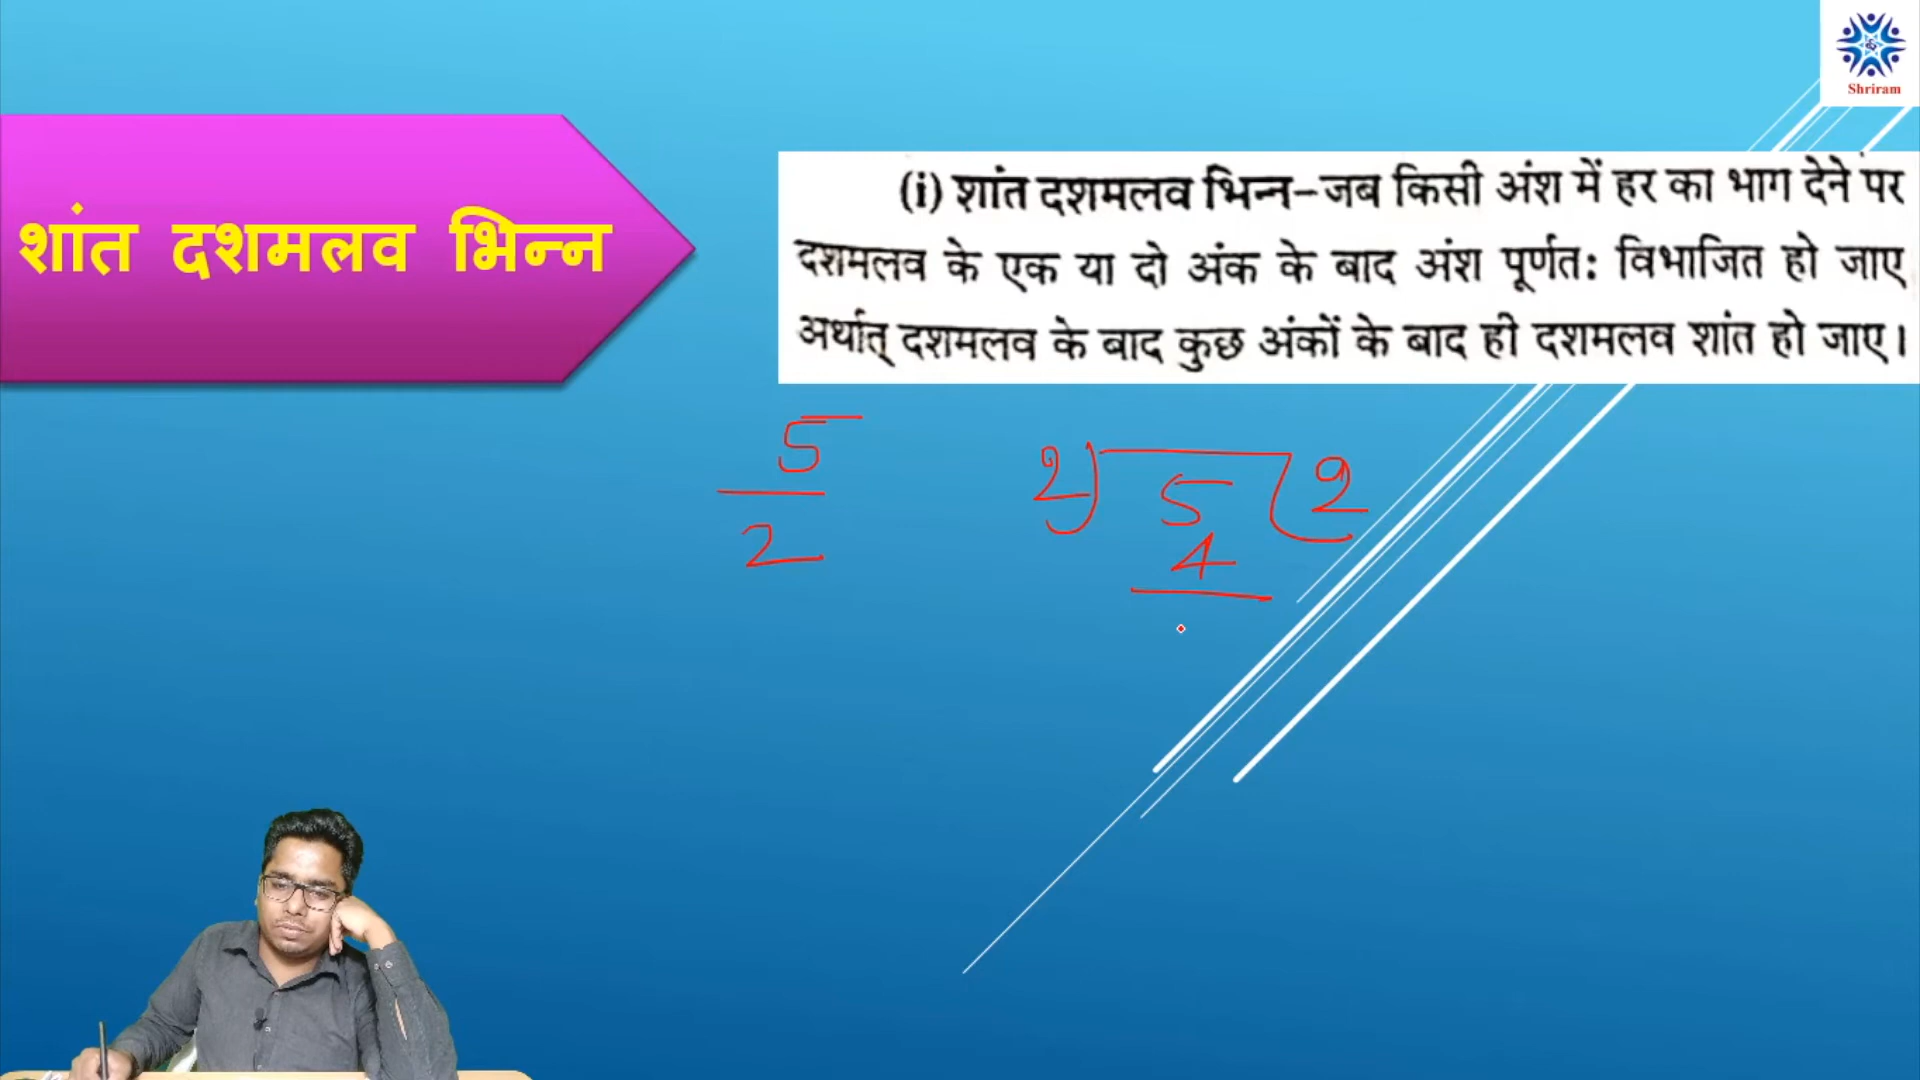 Shriram
शांत दशमलव भिन्न
(i) शांत दशमलव भिन्न–जब किसी अंश में हर का भाग देने पर
दशमलव के एक या दो अंक के बाद अंश पूर्णत: विभाजित हो जाए
अर्थात् दशमलव के बाद कुछ अंकों के बाद ही दशमलव शांत हो जाए।
5
2
2) 5 ( 2
4